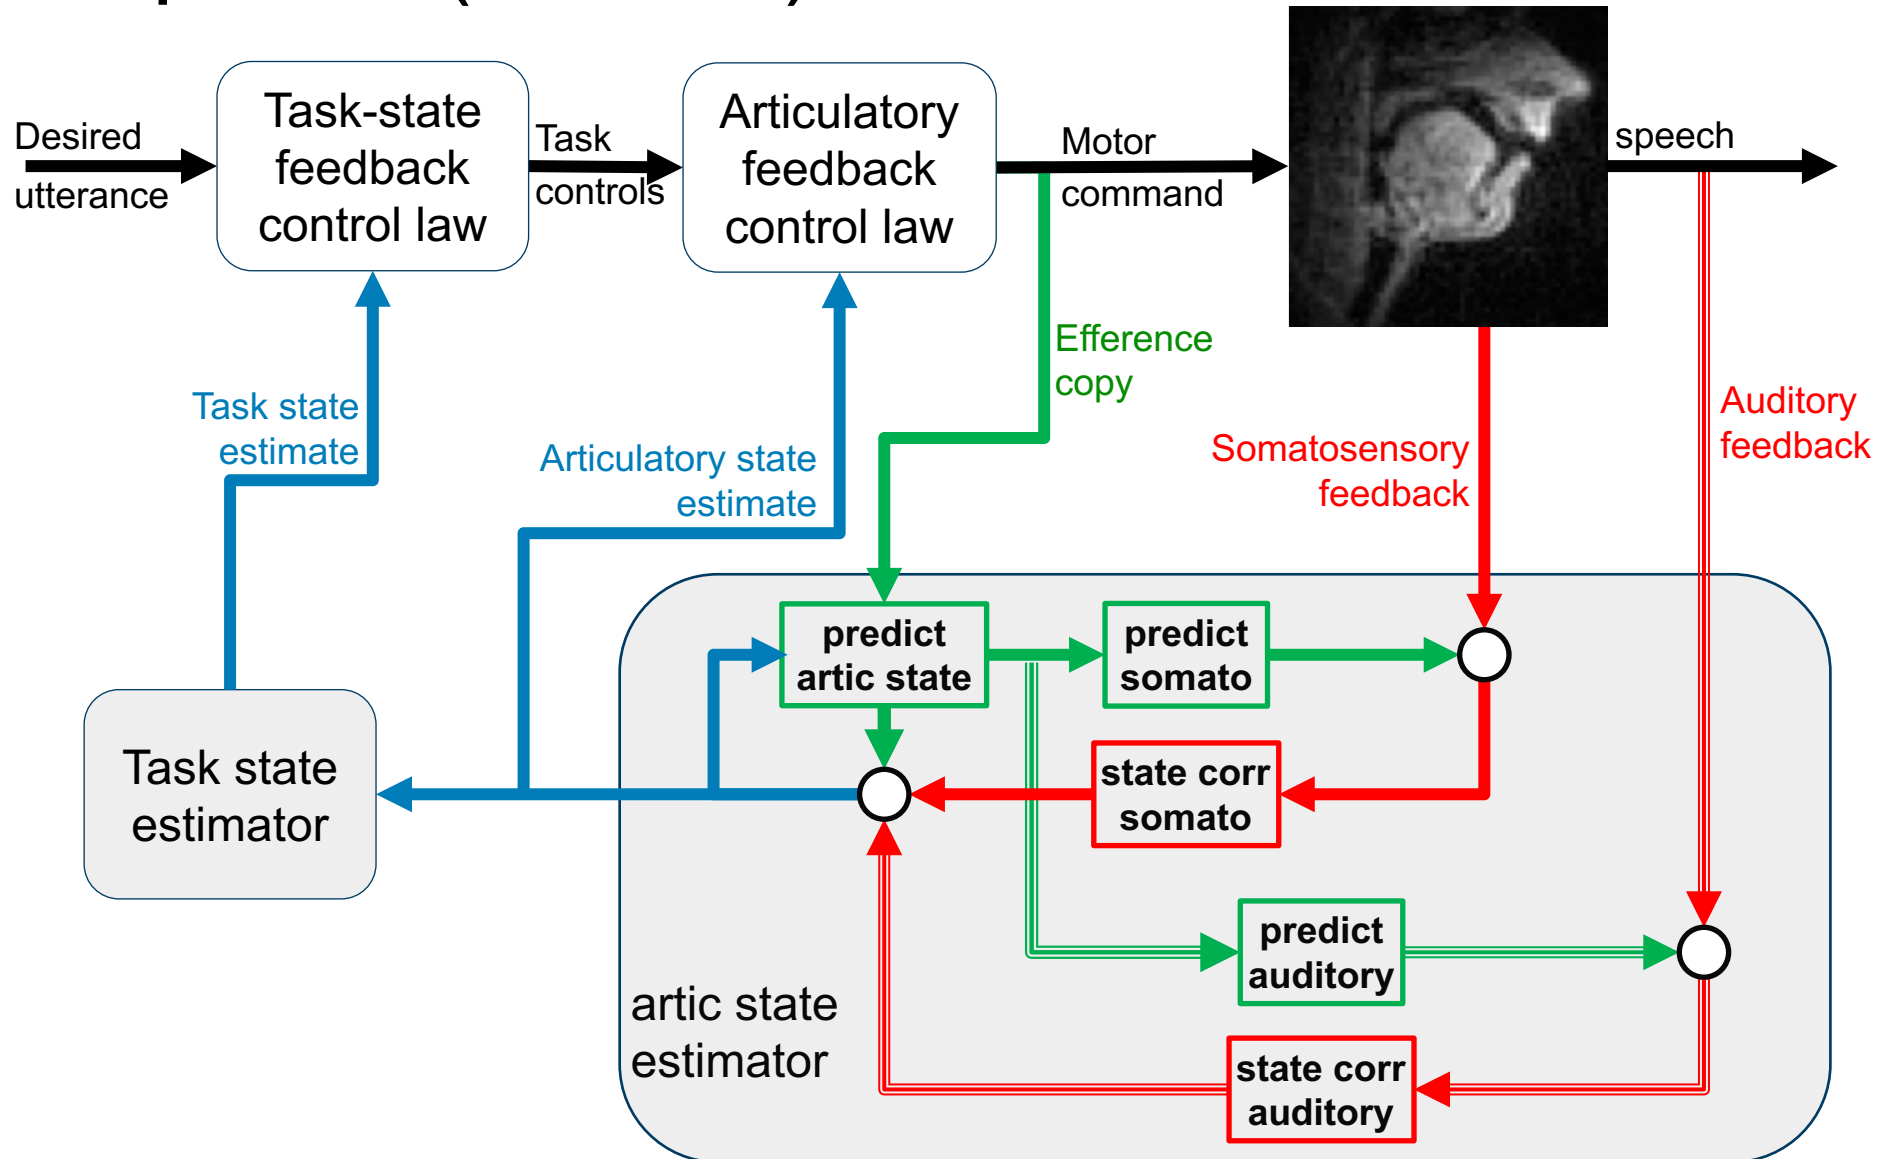 Task-state
feedback
control law
Articulatory
feedback
control law
Desired
utterance
Task
controls
Motor
command
speech
Efference
copy
Task state
estimate
Articulatory state
estimate
Somatosensory
feedback
Auditory
feedback
predict
artic state
predict
somato
state corr
somato
Task state
estimator
predict
auditory
artic state
estimator
state corr
auditory